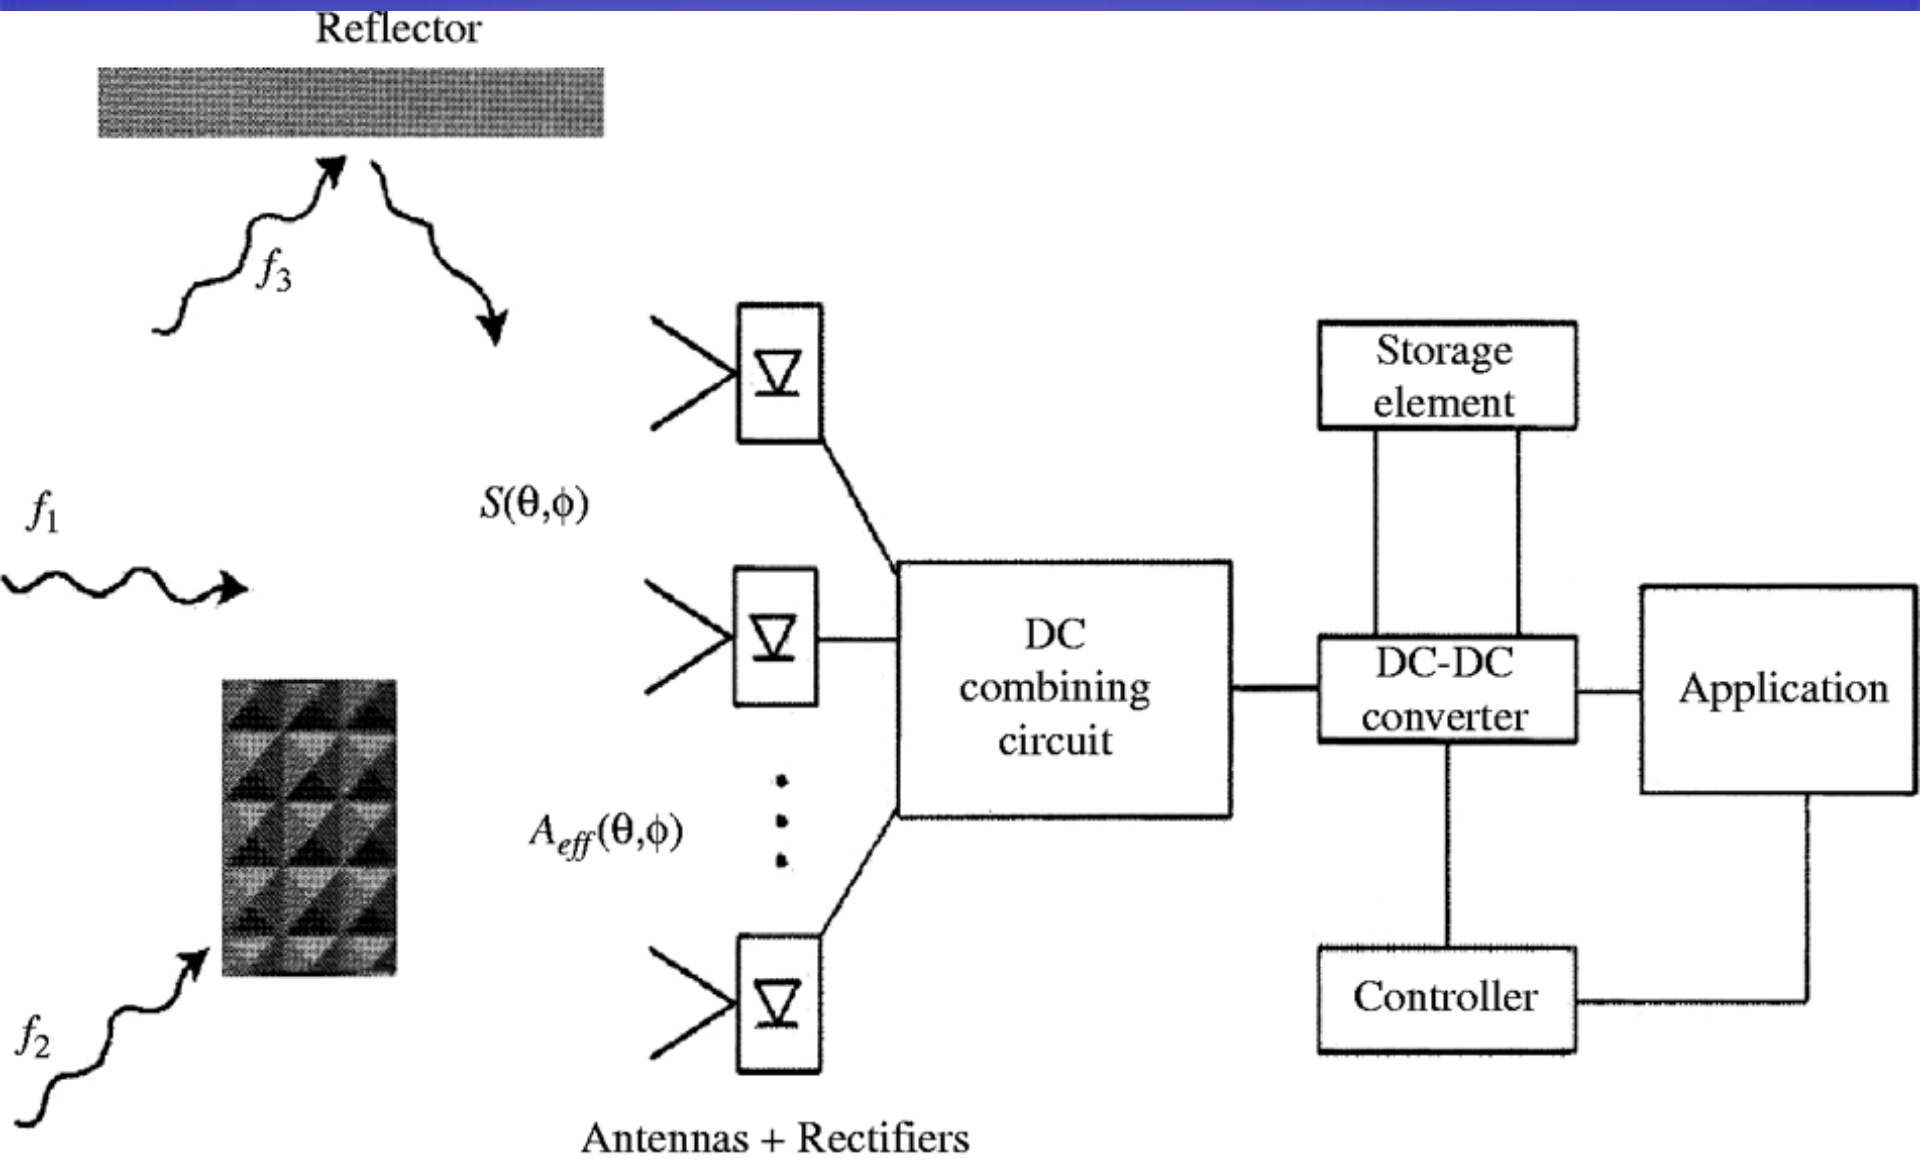 Reflector
f3
Storage
element
f1
S(θ,ϕ)
DC
combining
circuit
DC-DC
converter
Application
Aeff(θ,ϕ)
Controller
f2
Antennas + Rectifiers